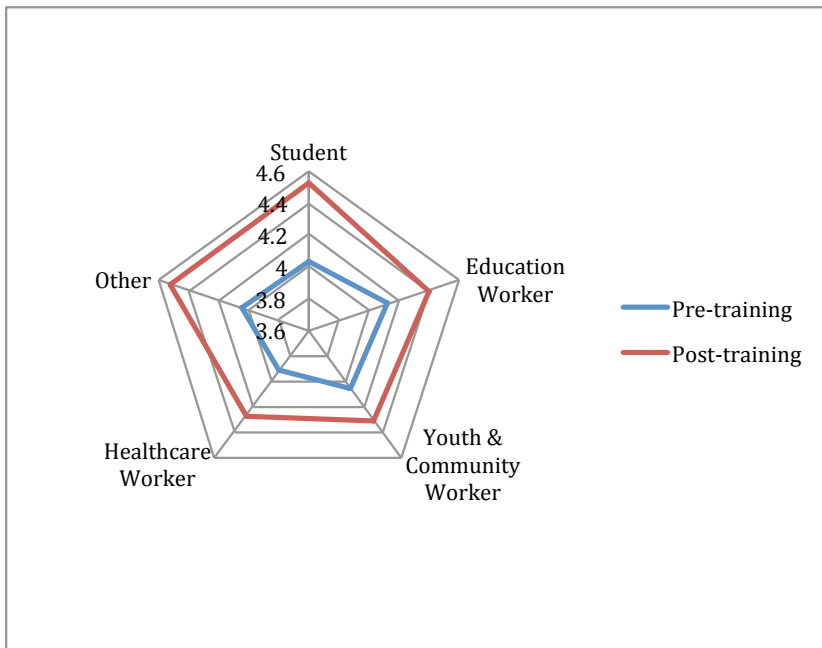 Student
4.6
4.4
4.2
4
3.8
3.6
Education
Worker
Youth &
Community
Worker
Healthcare
Worker
Other
Pre-training
Post-training